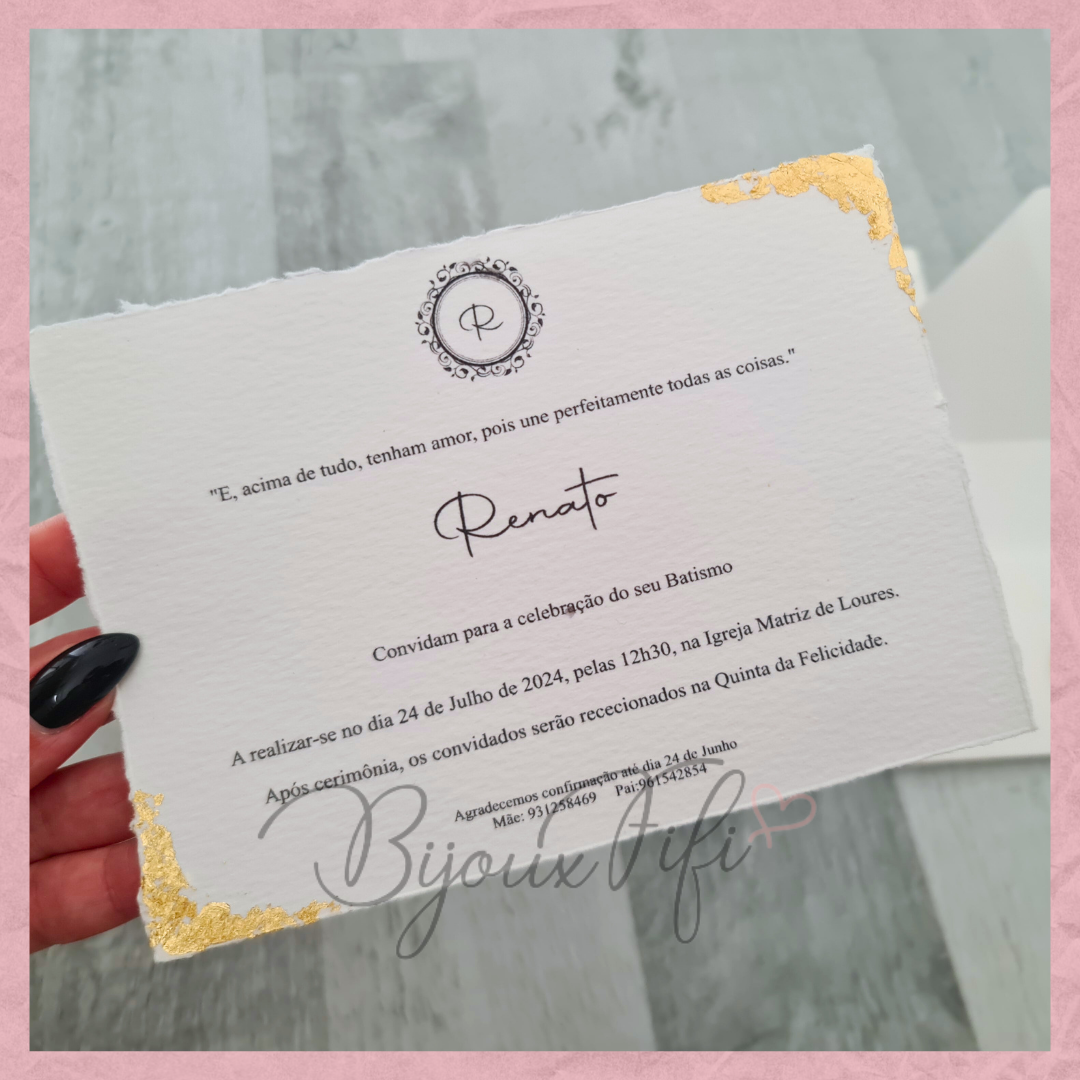 R
"E, acima de tudo, tenham amor, pois une perfeitamente todas as coisas."
Renato
Convidam para a celebração do seu Batismo
A realizar-se no dia 24 de Julho de 2024, pelas 12h30, na Igreja Matriz de Loures.
Após cerimônia, os convidados serão rececionados na Quinta da Felicidade.
Agradecemos confirmação até dia 24 de Junho
Mãe: 931258469 Pai:961542854
Bijoux Fifi